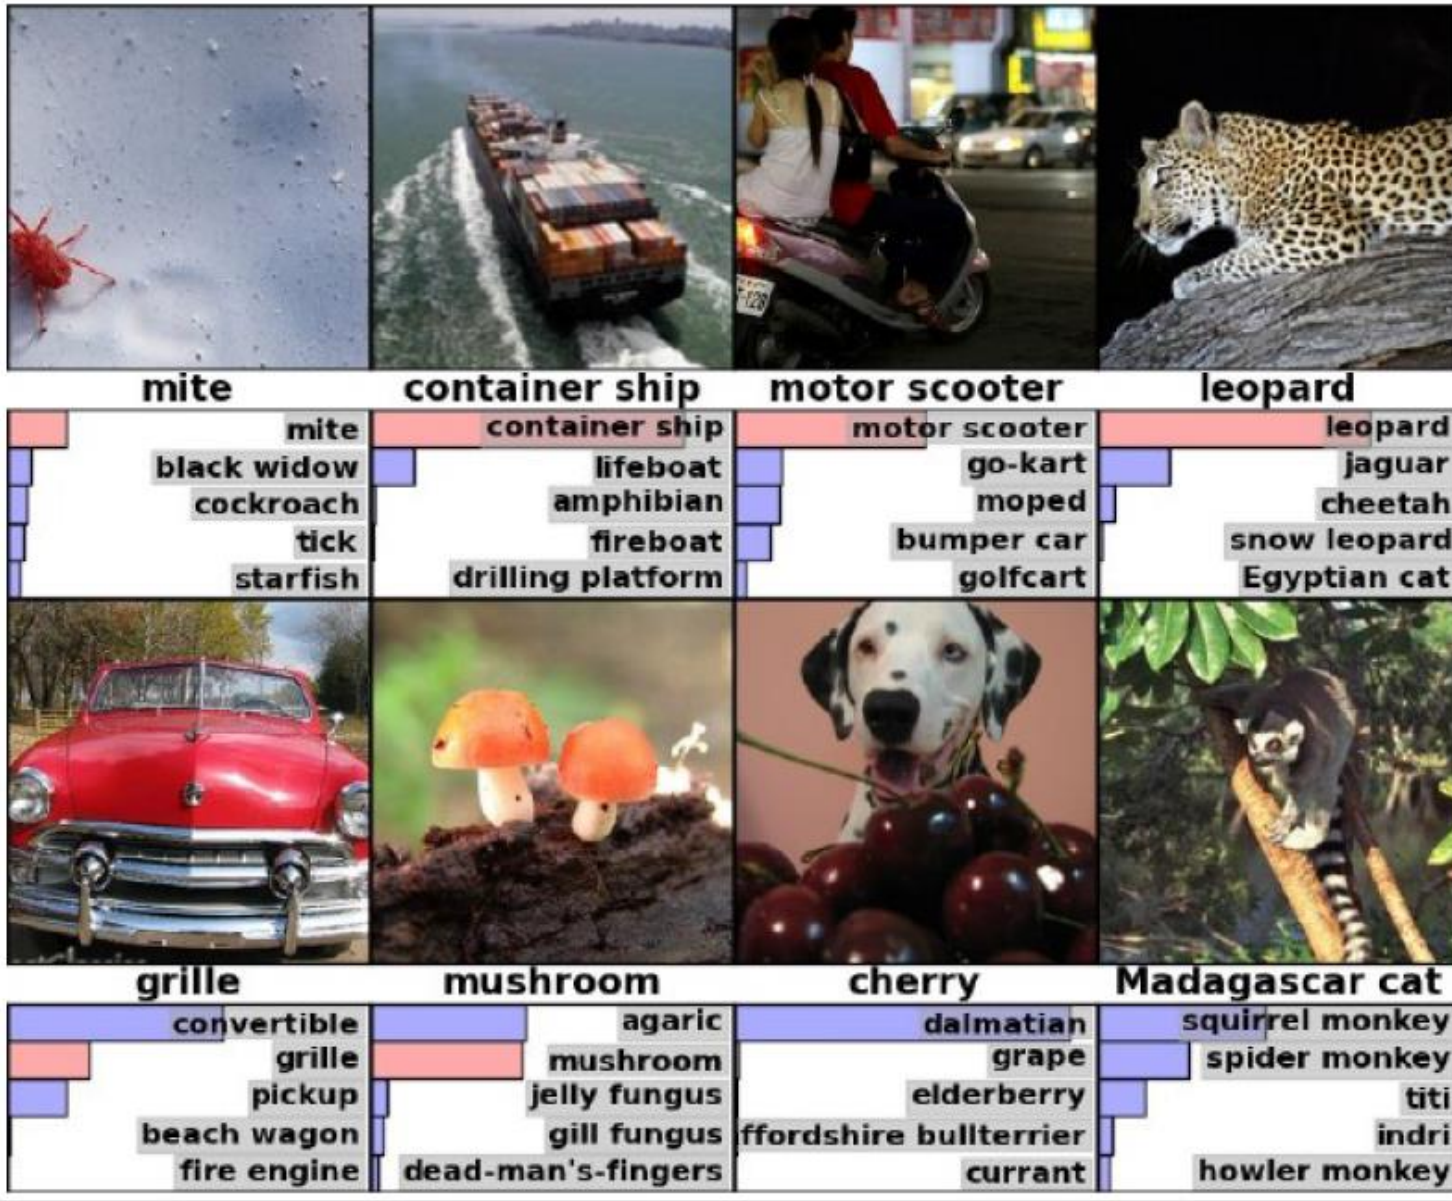 mite
container ship
motor scooter
leopard
mite
black widow
cockroach
tick
starfish
container ship
lifeboat
amphibian
fireboat
drilling platform
motor scooter
go-kart
moped
bumper car
golfcart
leopard
jaguar
cheetah
snow leopard
Egyptian cat
grille
mushroom
cherry
Madagascar cat
convertible
grille
pickup
beach wagon
fire engine
agaric
mushroom
jelly fungus
gill fungus
dead-man's-fingers
dalmatian
grape
elderberry
ffordshire bullterrier
currant
squirrel monkey
spider monkey
titi
indri
howler monkey